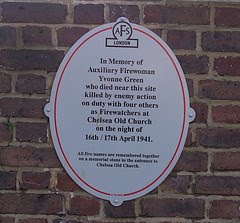 AFS
LONDON
In Memory of
Auxiliary Firewoman
Yvonne Green
who died near this site
killed by enemy action
on duty with four others
as Firewatchers at
Chelsea Old Church
on the night of
16th / 17th April 1941.
All five names are remembered together
on a memorial stone in the entrance to
Chelsea Old Church.